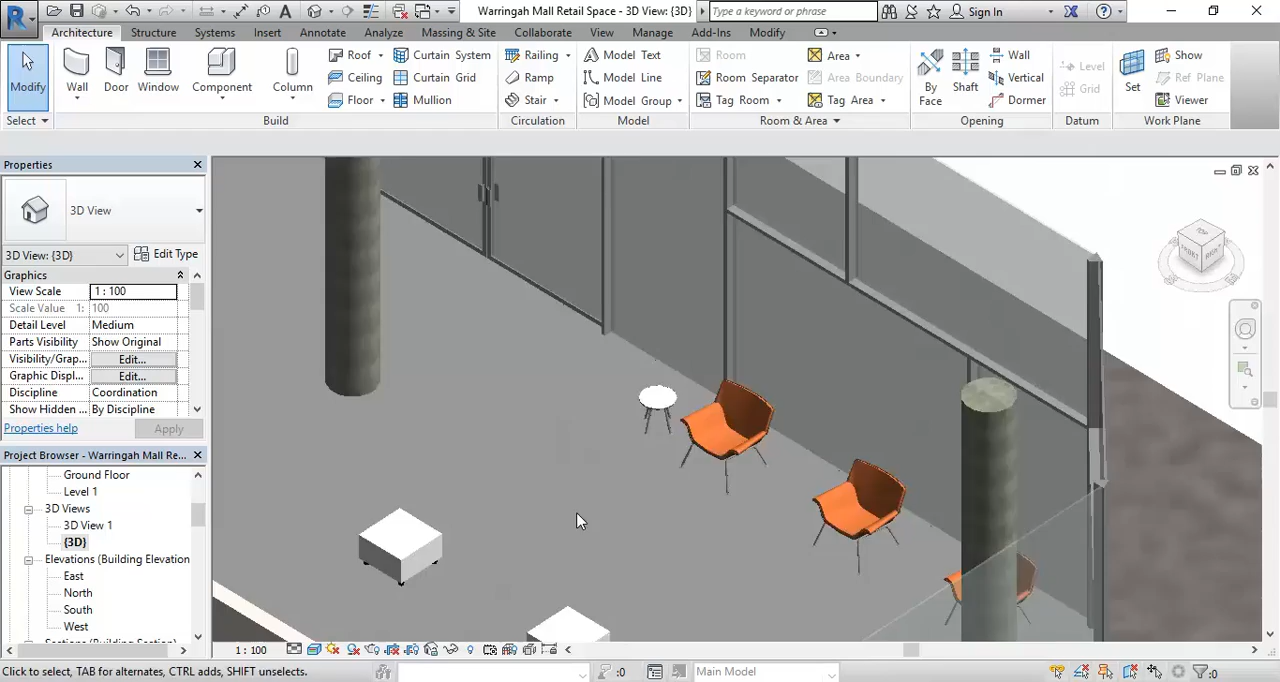 Warringah Mall Retail Space - 3D View: {3D}
Type a keyword or phrase
Sign In
Architecture Structure Systems Insert Annotate Analyze Massing & Site Collaborate View Manage Add-Ins Modify
Modify
Wall
Door
Window
Component
Column
Roof
Ceiling
Floor
Curtain System
Curtain Grid
Mullion
Railing
Ramp
Stair
Model Text
Model Line
Model Group
Room
Room Separator
Tag Room
Area
Area Boundary
Tag Area
By
Face
Shaft
Wall
Vertical
Dormer
Level
Grid
Set
Show
Ref Plane
Viewer
Select
Build
Circulation
Model
Room & Area
Opening
Datum
Work Plane
Properties
3D View
3D View: {3D}
Edit Type
Graphics
View Scale 1 : 100
Scale Value 1: 100
Detail Level Medium
Parts Visibility Show Original
Visibility/Grap... Edit...
Graphic Displ... Edit...
Discipline Coordination
Show Hidden ... By Discipline
Properties help
Apply
Project Browser - Warringah Mall Re...
Ground Floor
Level 1
3D Views
3D View 1
{3D}
Elevations (Building Elevation
East
North
South
West
Sections (Building Section)
TOP
FRONT
RIGHT
1 : 100
Click to select, TAB for alternates, CTRL adds, SHIFT unselects.
:0
Main Model
:0